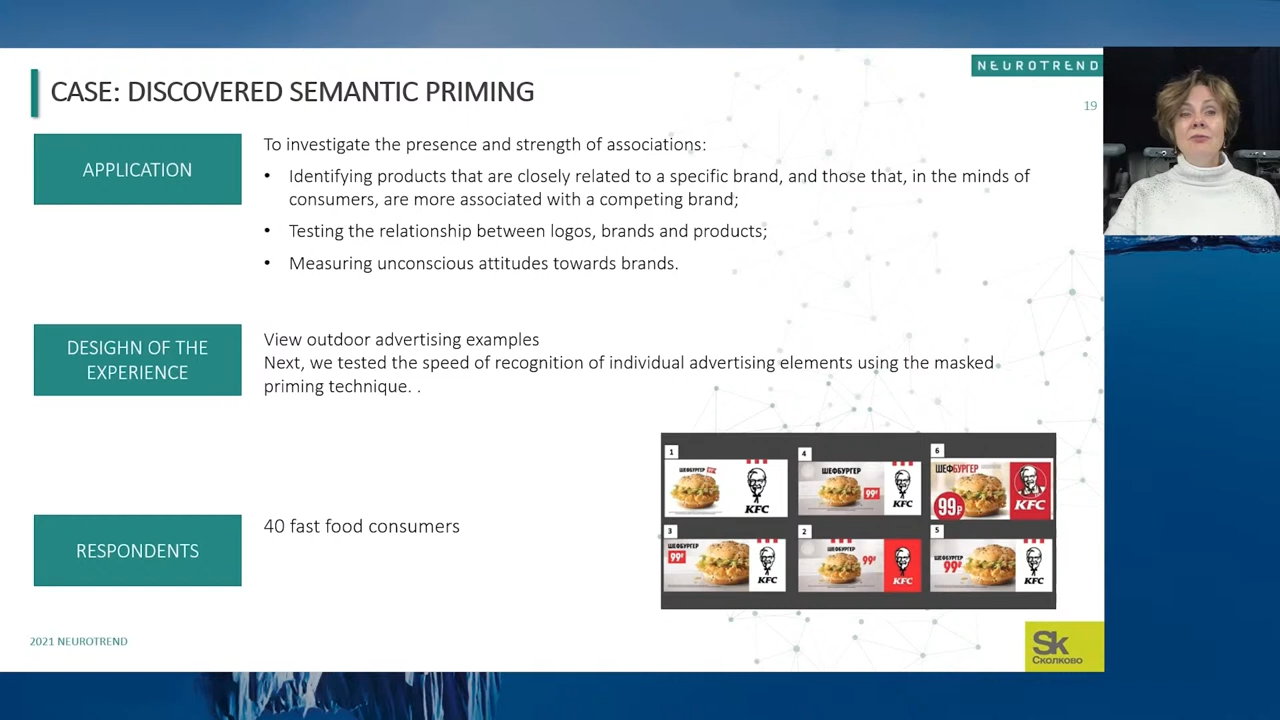 NEUROTREND
CASE: DISCOVERED SEMANTIC PRIMING
19
APPLICATION
To investigate the presence and strength of associations:
• Identifying products that are closely related to a specific brand, and those that, in the minds of
consumers, are more associated with a competing brand;
• Testing the relationship between logos, brands and products;
• Measuring unconscious attitudes towards brands.
DESIGHN OF THE
EXPERIENCE
View outdoor advertising examples
Next, we tested the speed of recognition of individual advertising elements using the masked
priming technique. .
RESPONDENTS
40 fast food consumers
1
ШЕФБУРГЕР
KFC
4
ШЕФБУРГЕР
99₽
KFC
6
ШЕФБУРГЕР
99₽
KFC
3
ШЕФБУРГЕР
99₽
KFC
2
ШЕФБУРГЕР
99₽
KFC
5
ШЕФБУРГЕР
99₽
KFC
2021 NEUROTREND
Sk
Сколково